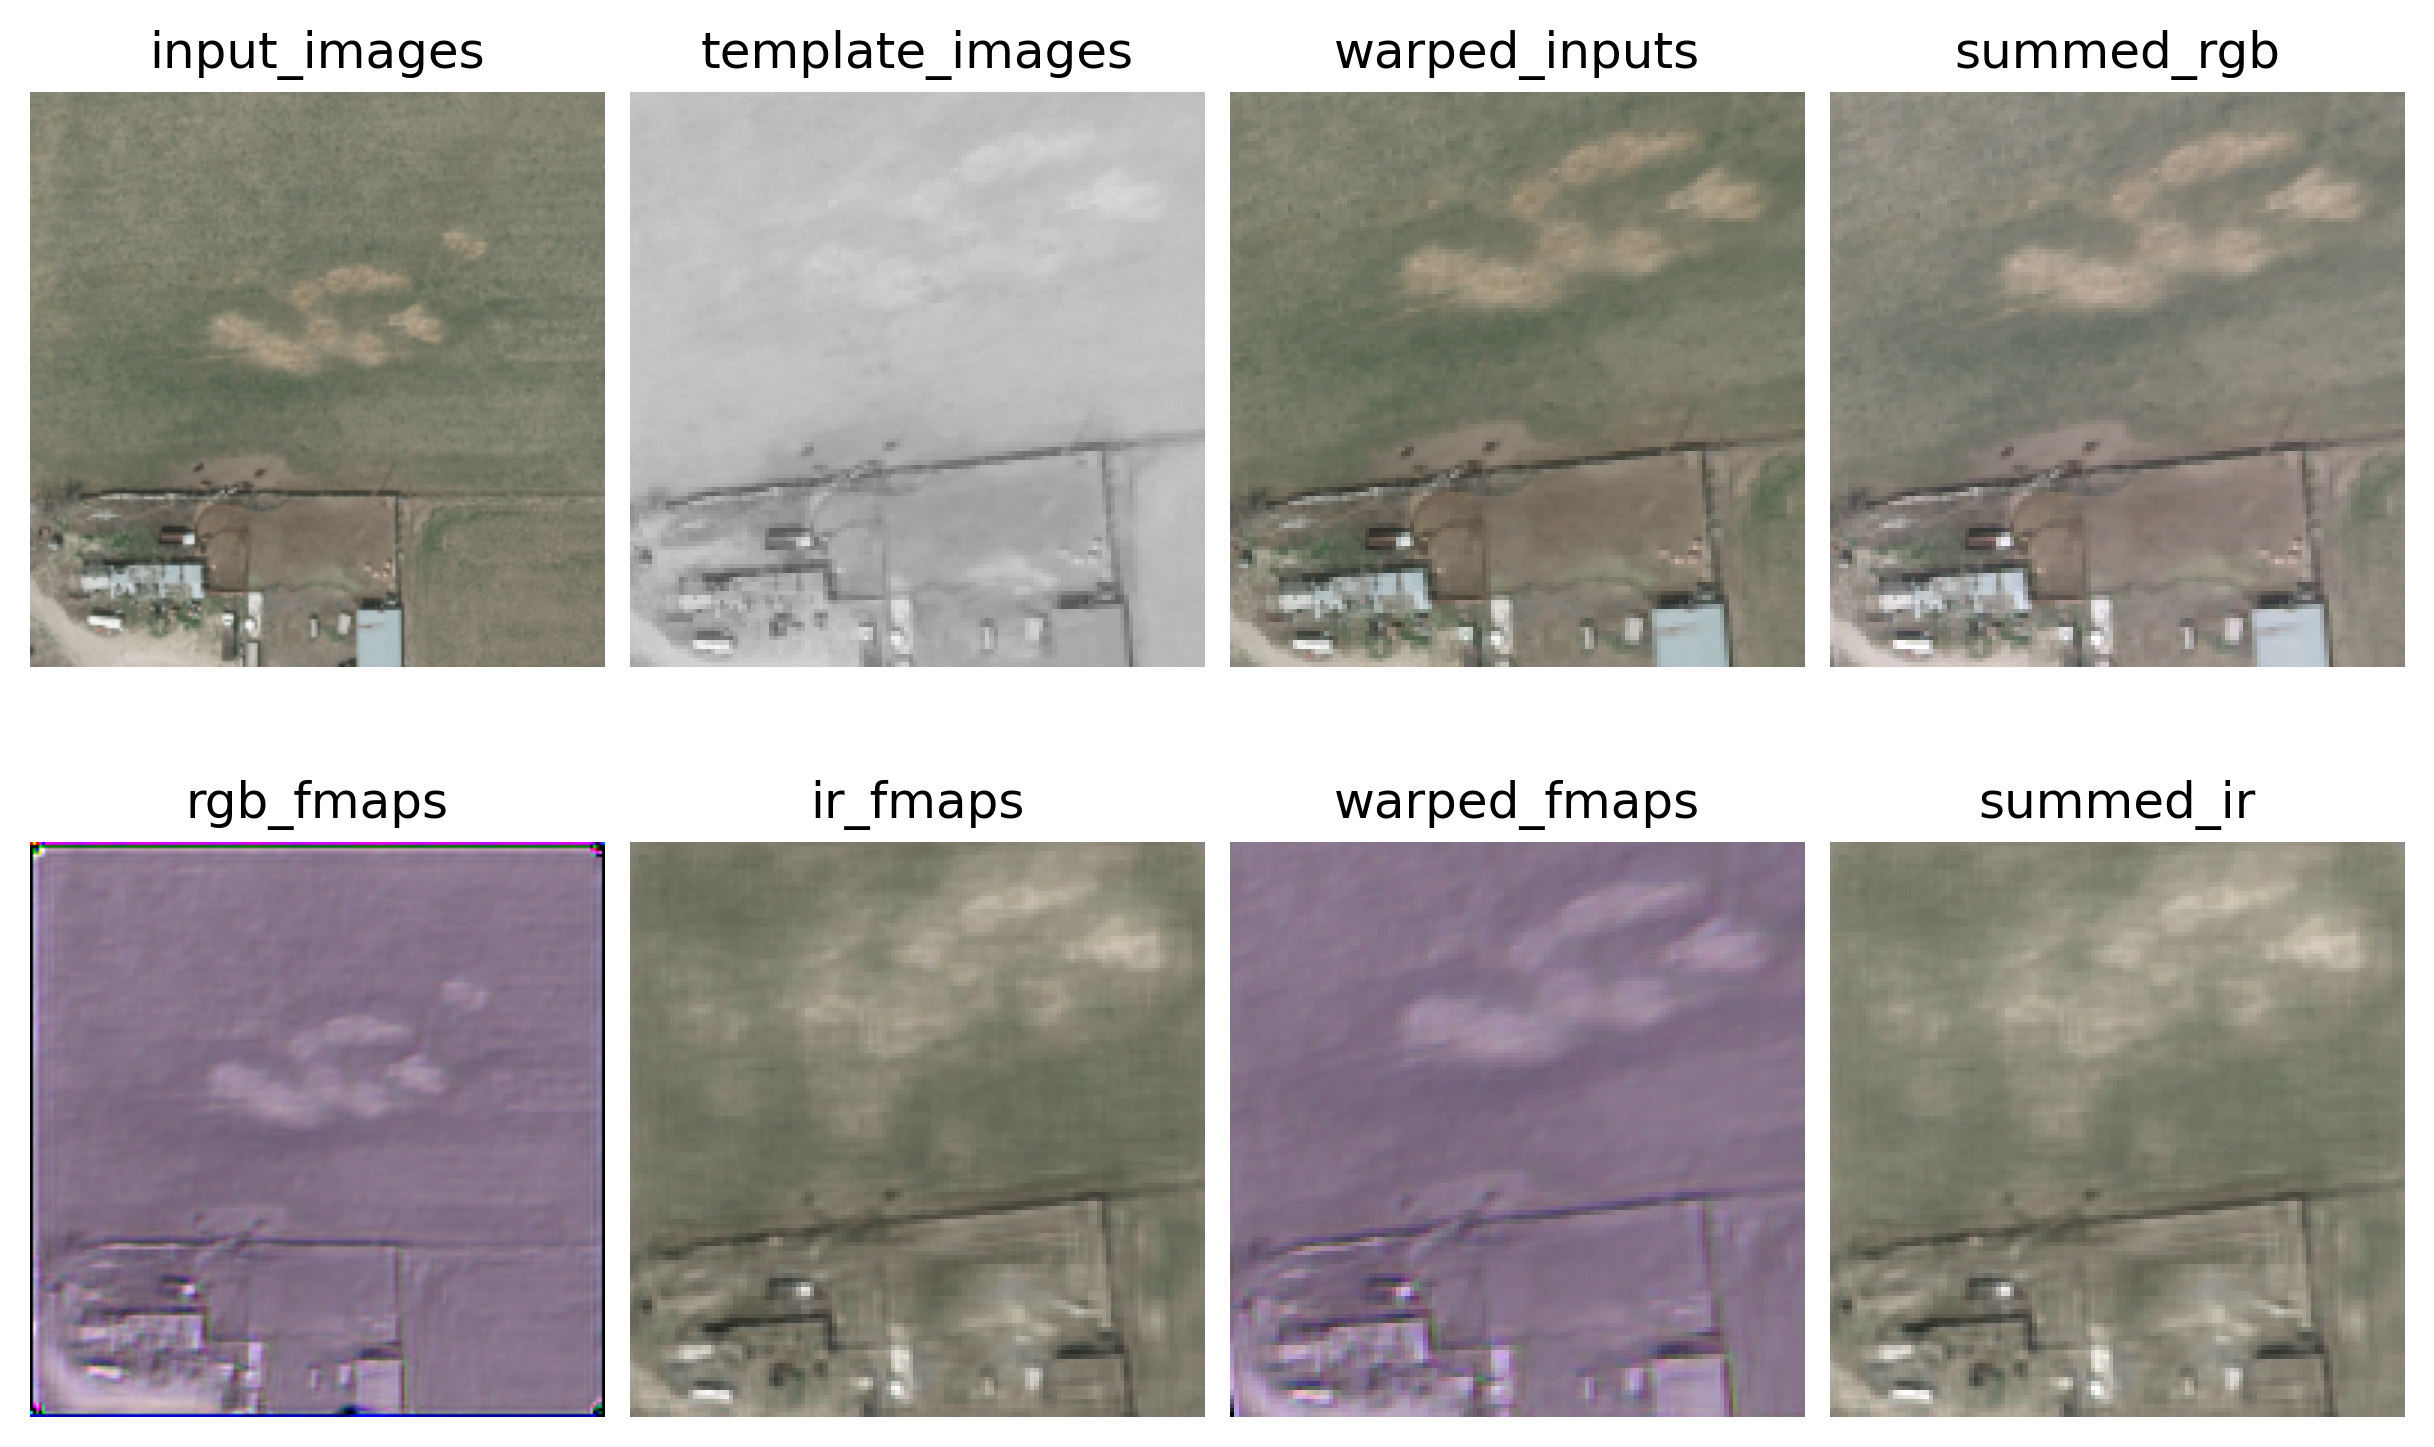 input_images
template_images
warped_inputs
summed_rgb
rgb_fmaps
ir_fmaps
warped_fmaps
summed_ir